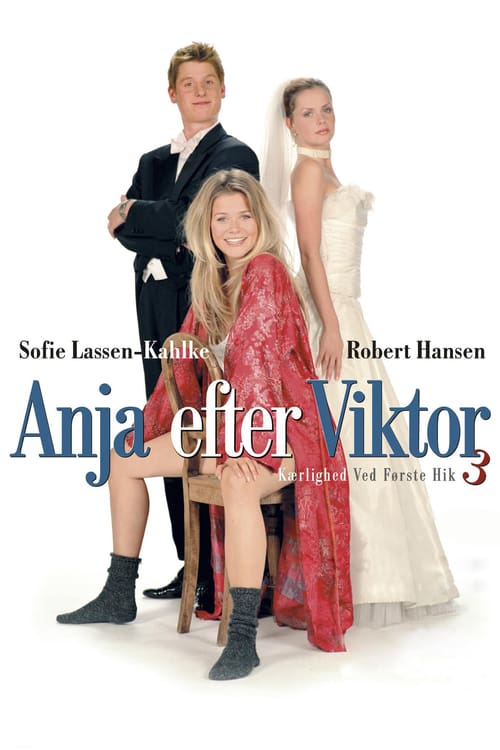 Sofie Lassen-Kahlke Robert Hansen
Anja efter Viktor
Kærlighed Ved Første Hik 3